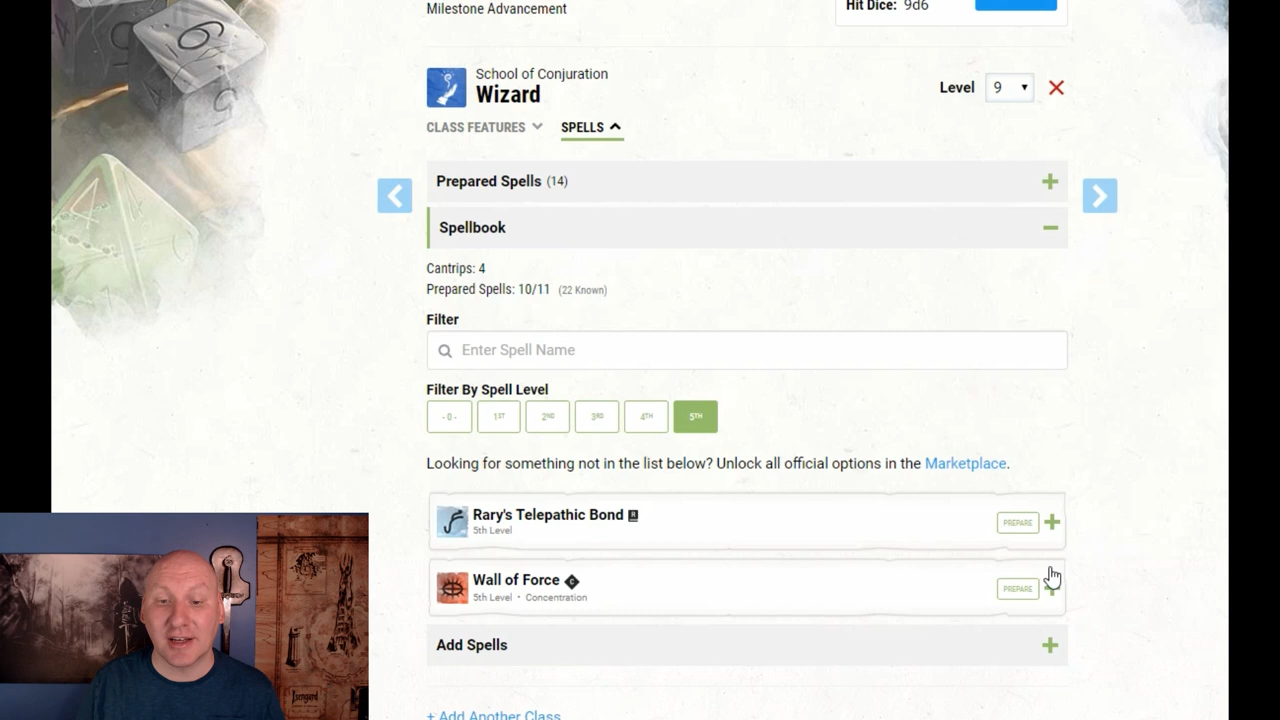 Milestone Advancement
Hit Dice: 9d6
School of Conjuration
Wizard
Level 9
CLASS FEATURES
SPELLS
Prepared Spells (14)
Spellbook
Cantrips: 4
Prepared Spells: 10/11 (22 Known)
Filter
Enter Spell Name
Filter By Spell Level
- 0 - 1ST 2ND 3RD 4TH 5TH
Looking for something not in the list below? Unlock all official options in the Marketplace.
Rary's Telepathic Bond
5th Level
PREPARE
Wall of Force
5th Level • Concentration
PREPARE
Add Spells
+ Add Another Class